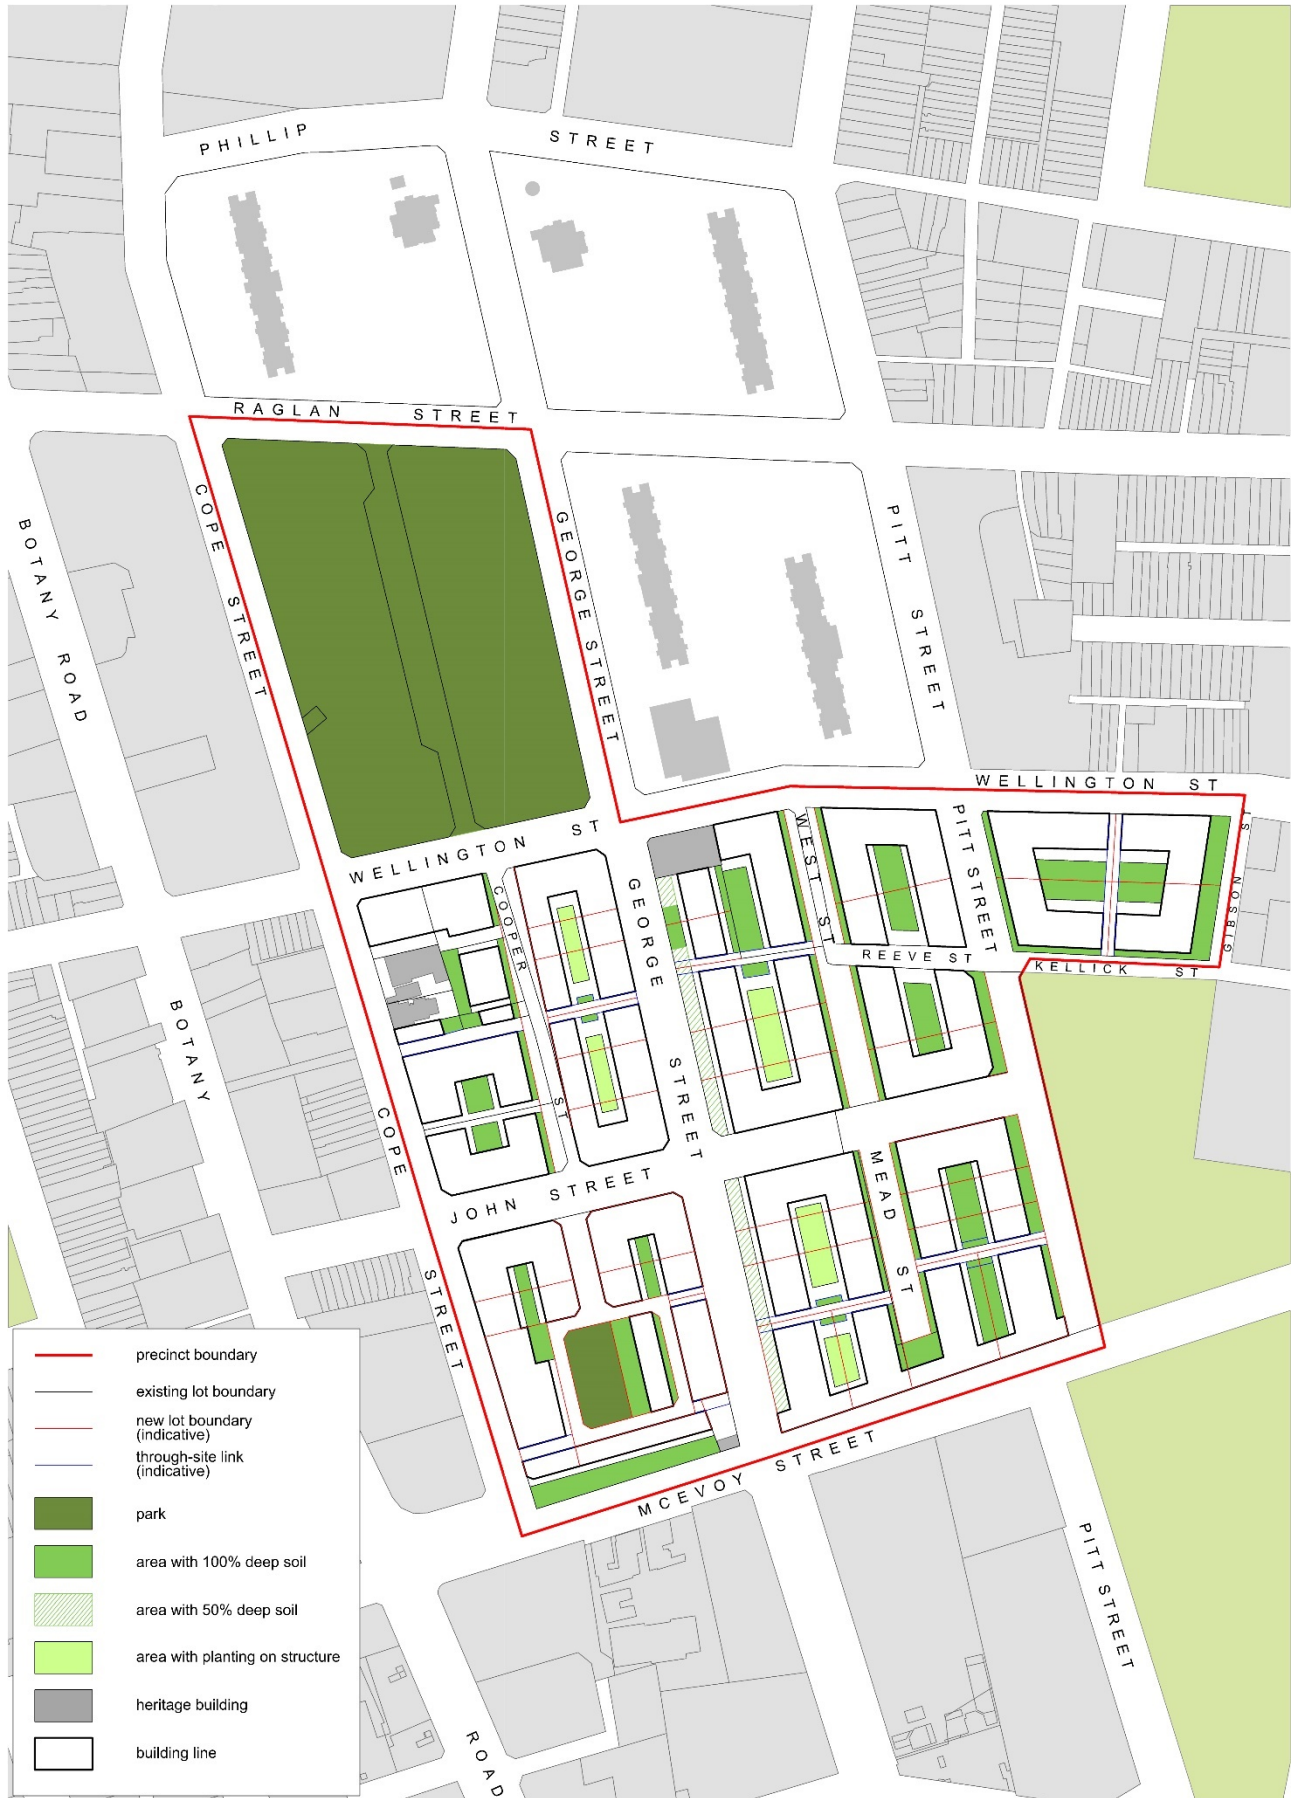 PHILLIP STREET
RAGLAN STREET
COPE STREET
GEORGE STREET
PITT STREET
BOTANY ROAD
WELLINGTON ST
WELLINGTON ST
COOPER ST
GEORGE STREET
WEST ST
PITT STREET
GIBSON ST
REEVE ST
KELLICK ST
BOTANY
COPE STREET
JOHN STREET
MEAD ST
MCEVOY STREET
PITT STREET
ROAD
precinct boundary
existing lot boundary
new lot boundary
(indicative)
through-site link
(indicative)
park
area with 100% deep soil
area with 50% deep soil
area with planting on structure
heritage building
building line